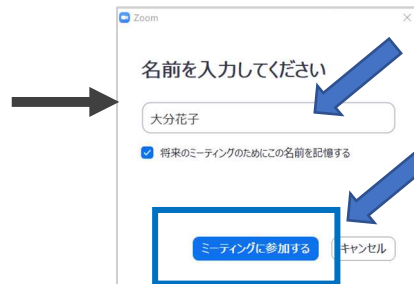 Zoom
名前を入力してください
大分花子
将来のミーティングのためにこの名前を記憶する
ミーティングに参加する キャンセル